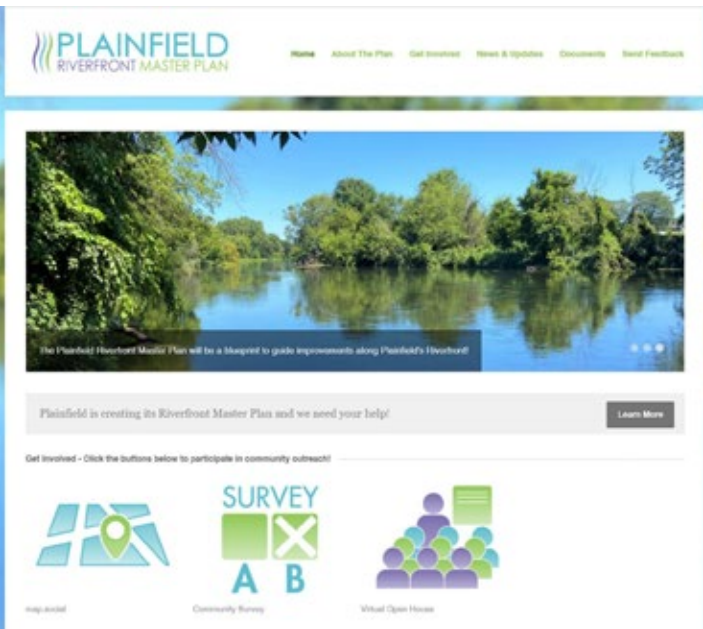 PLAINFIELD
RIVERFRONT MASTER PLAN
Home About The Plan Get Involved News & Updates Documents Send Feedback
The Plainfield Riverfront Master Plan will be a blueprint to guide improvements along Plainfield's Riverfront!
Plainfield is creating its Riverfront Master Plan and we need your help!
Learn More
Get Involved - Click the buttons below to participate in community outreach!
SURVEY
A B
map.social Community Survey Virtual Open House